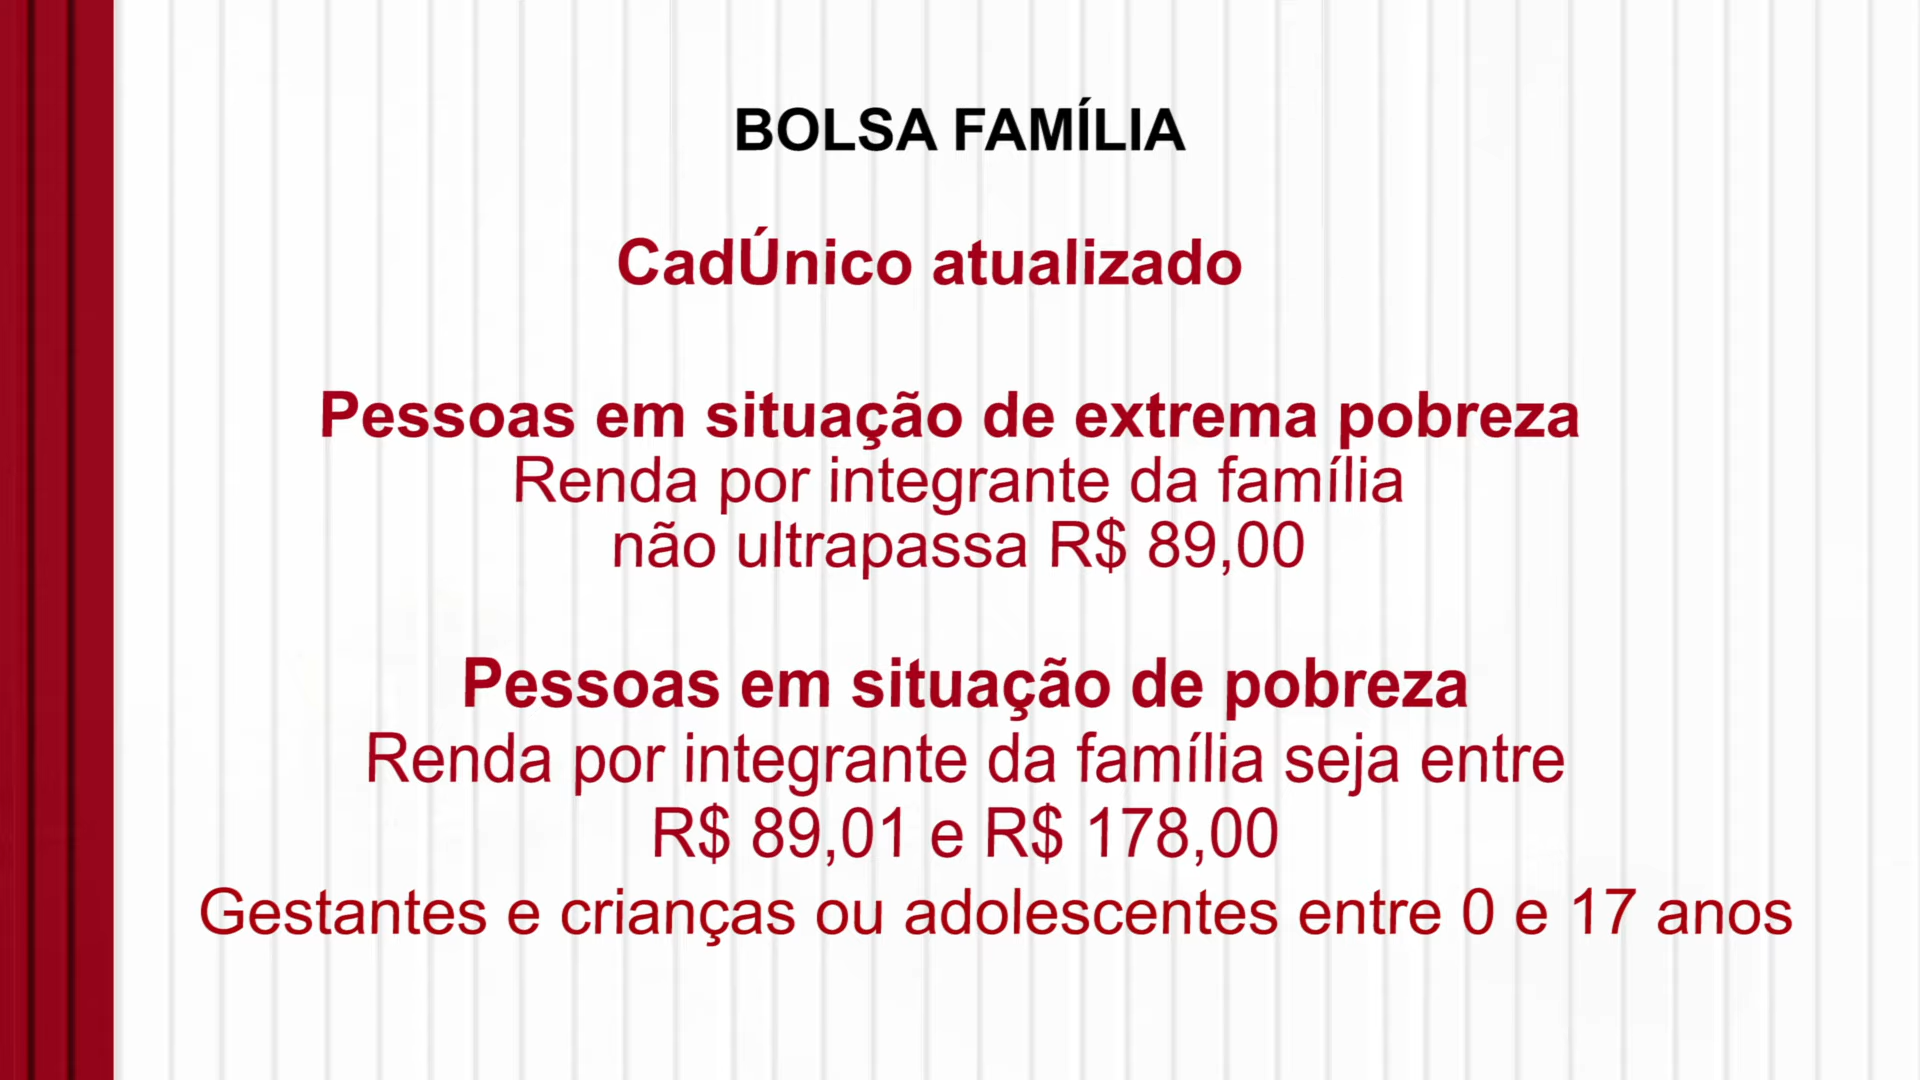 BOLSA FAMÍLIA
CadÚnico atualizado
Pessoas em situação de extrema pobreza
Renda por integrante da família
não ultrapassa R$ 89,00
Pessoas em situação de pobreza
Renda por integrante da família seja entre
R$ 89,01 e R$ 178,00
Gestantes e crianças ou adolescentes entre 0 e 17 anos